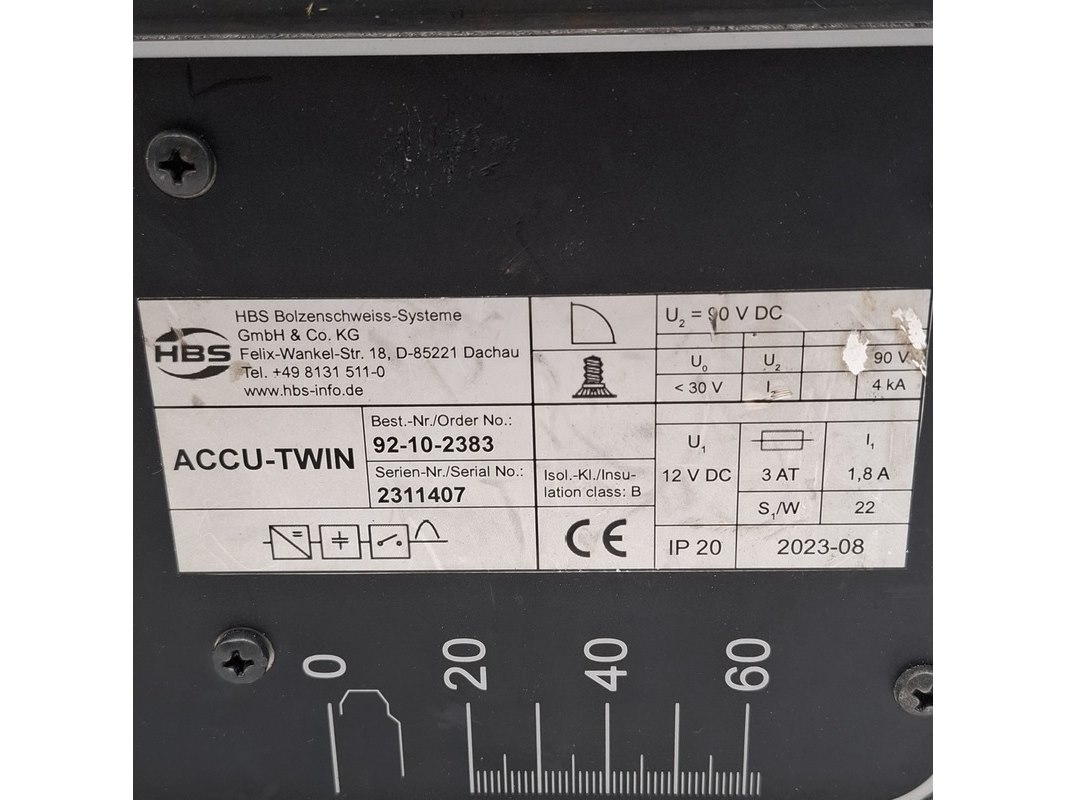 HBS
HBS Bolzenschweiss-Systeme
GmbH & Co. KG
Felix-Wankel-Str. 18, D-85221 Dachau
Tel. +49 8131 511-0
www.hbs-info.de
U2 = 90 V DC
U0 U2 90 V
< 30 V I2 4 kA
ACCU-TWIN
Best.-Nr./Order No.:
92-10-2383
Serien-Nr./Serial No.:
2311407
Isol.-Kl./Insu-
lation class: B
CE
U1 I1
12 V DC 3 AT 1,8 A
S1/W 22
IP 20 2023-08
0 20 40 60